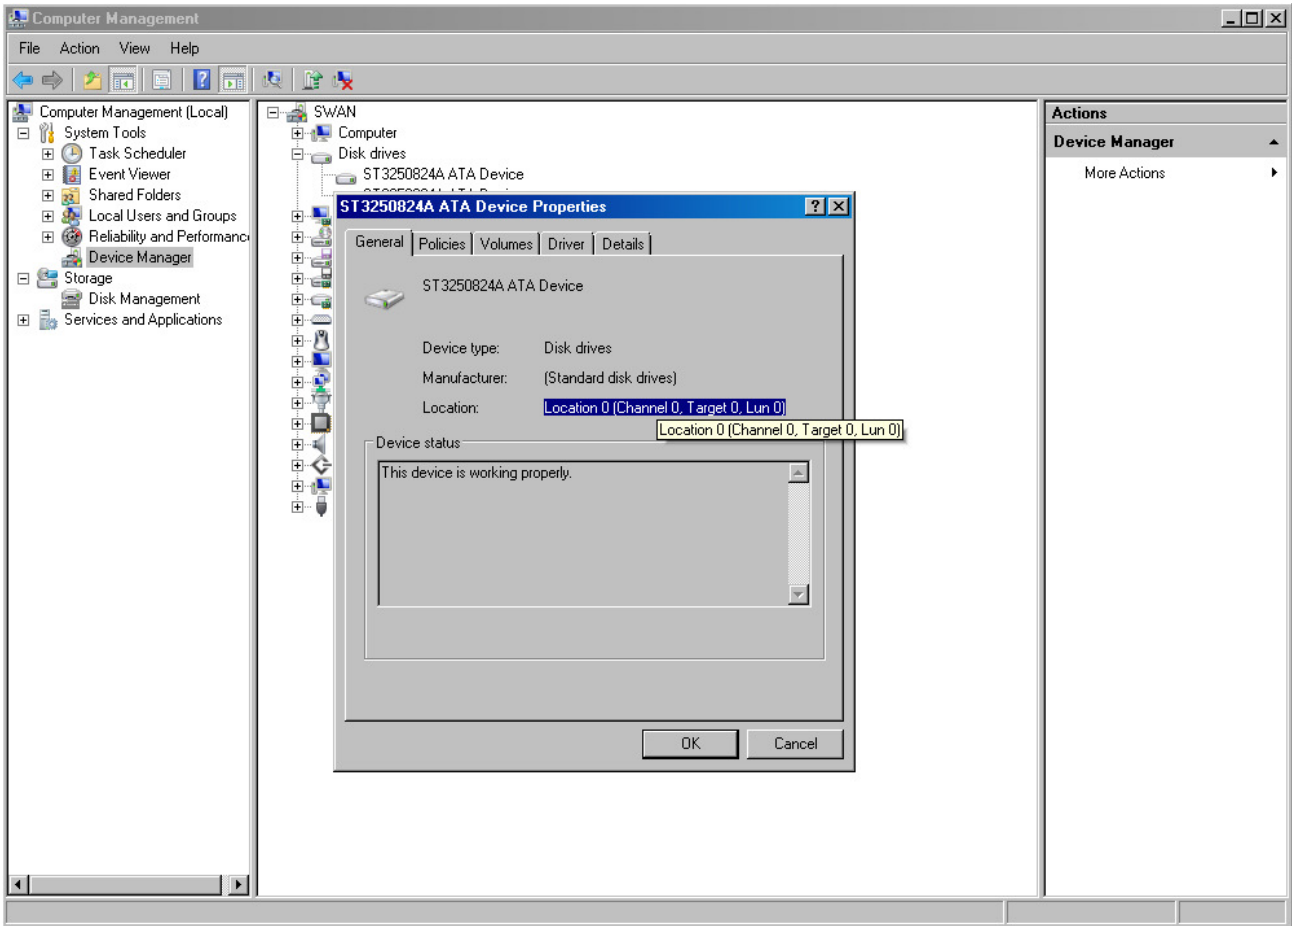 Computer Management
File Action View Help
Computer Management (Local)
System Tools
Task Scheduler
Event Viewer
Shared Folders
Local Users and Groups
Reliability and Performanc
Device Manager
Storage
Disk Management
Services and Applications
SWAN
Computer
Disk drives
ST3250824A ATA Device
ST3250824A ATA Device Properties
General Policies Volumes Driver Details
ST3250824A ATA Device
Device type: Disk drives
Manufacturer: (Standard disk drives)
Location: Location 0 (Channel 0, Target 0, Lun 0)
Location 0 (Channel 0, Target 0, Lun 0)
Device status
This device is working properly.
OK Cancel
Actions
Device Manager
More Actions